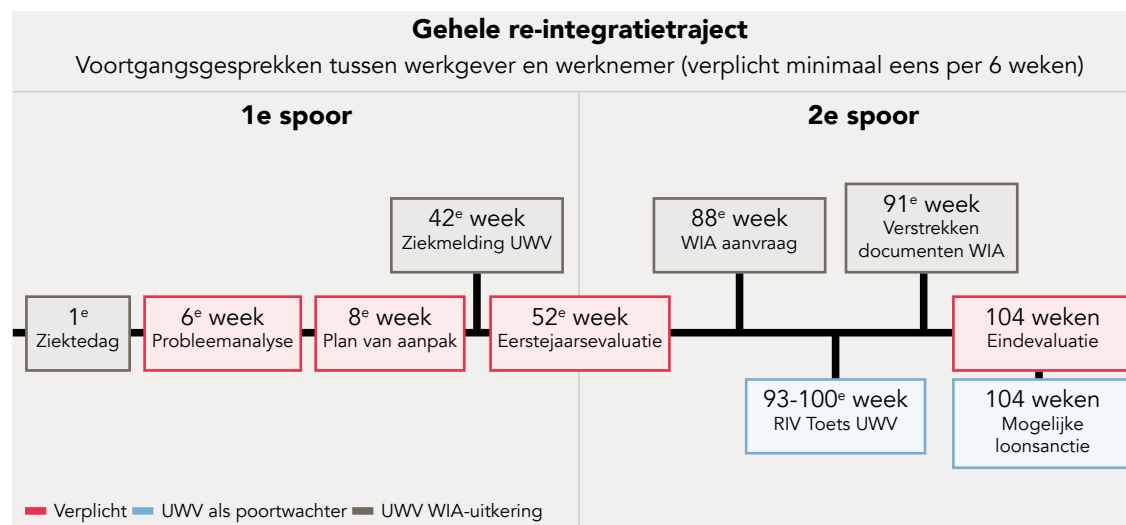 Gehele re-integratietraject
Voortgangsgesprekken tussen werkgever en werknemer (verplicht minimaal eens per 6 weken)
1e spoor
2e spoor
42e week
Ziekmelding UWV
88e week
WIA aanvraag
91e week
Verstrekken
documenten WIA
1e
Ziektedag
6e week
Probleemanalyse
8e week
Plan van aanpak
52e week
Eerstejaarsevaluatie
104 weken
Eindevaluatie
93-100e week
RIV Toets UWV
104 weken
Mogelijke
loonsanctie
Verplicht
UWV als poortwachter
UWV WIA-uitkering